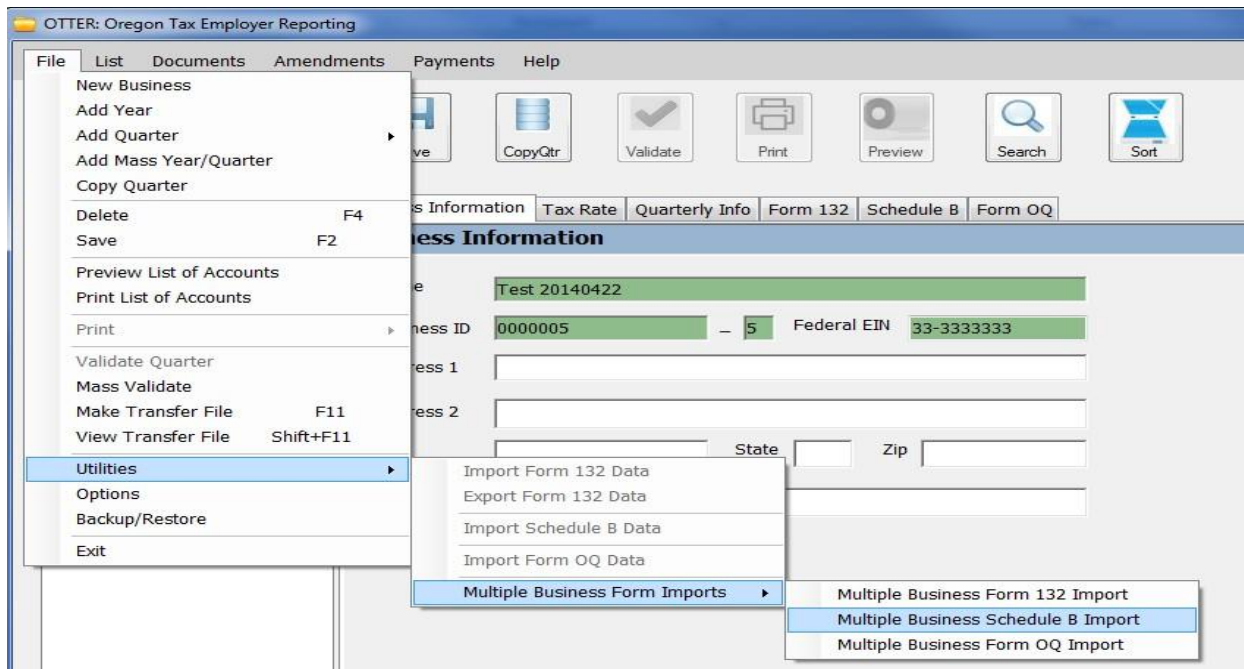 OTTER: Oregon Tax Employer Reporting
File List Documents Amendments Payments Help
New Business
Add Year
Add Quarter
Add Mass Year/Quarter
Copy Quarter
Delete F4
Save F2
Preview List of Accounts
Print List of Accounts
Print
Validate Quarter
Mass Validate
Make Transfer File F11
View Transfer File Shift+F11
Utilities
Options
Backup/Restore
Exit
ve CopyQtr Validate Print Preview Search Sort
s Information Tax Rate Quarterly Info Form 132 Schedule B Form OQ
ness Information
e Test 20140422
ness ID 0000005 – 5 Federal EIN 33-3333333
ress 1
ress 2
State Zip
Import Form 132 Data
Export Form 132 Data
Import Schedule B Data
Import Form OQ Data
Multiple Business Form Imports
Multiple Business Form 132 Import
Multiple Business Schedule B Import
Multiple Business Form OQ Import